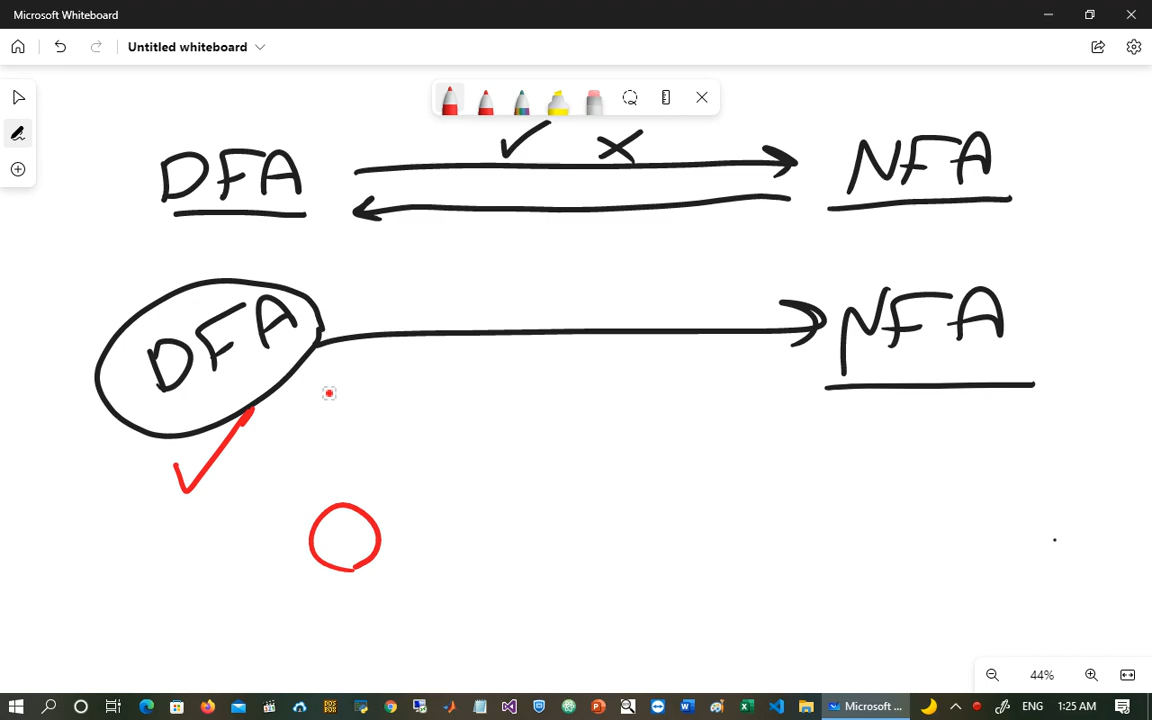 Microsoft Whiteboard
Untitled whiteboard
DFA NFA
DFA NFA
44%
Microsoft ... ENG 1:25 AM